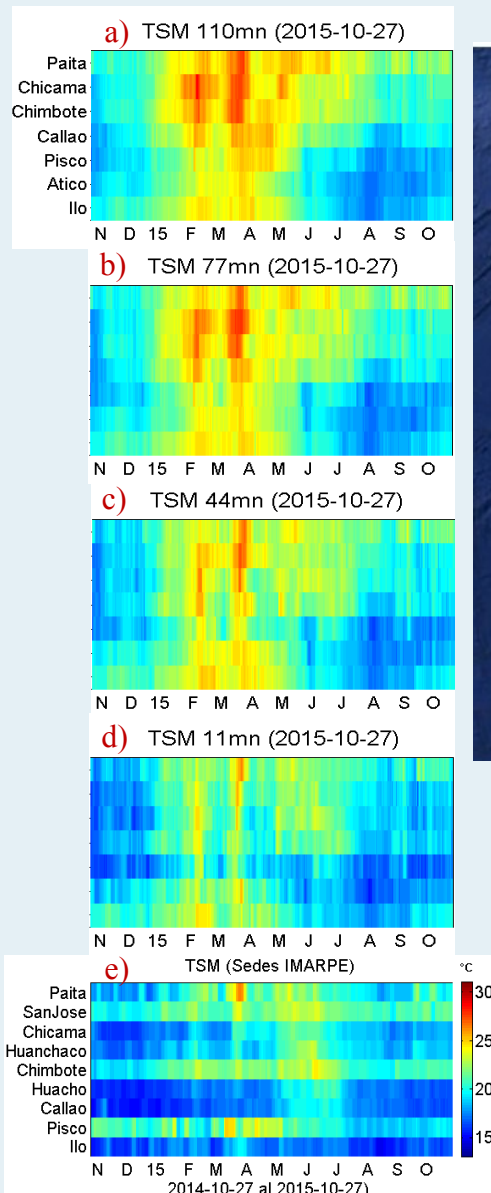 a) TSM 110mn (2015-10-27)
Paita
Chicama
Chimbote
Callao
Pisco
Atico
Ilo
N D 15 F M A M J J A S O
b) TSM 77mn (2015-10-27)
N D 15 F M A M J J A S O
c) TSM 44mn (2015-10-27)
N D 15 F M A M J J A S O
d) TSM 11mn (2015-10-27)
N D 15 F M A M J J A S O
e) TSM (Sedes IMARPE) °C
Paita 30
SanJose
Chicama 25
Huanchaco
Chimbote
Huacho 20
Callao
Pisco
Ilo 15
N D 15 F M A M J J A S O
2014-10-27 al 2015-10-27)